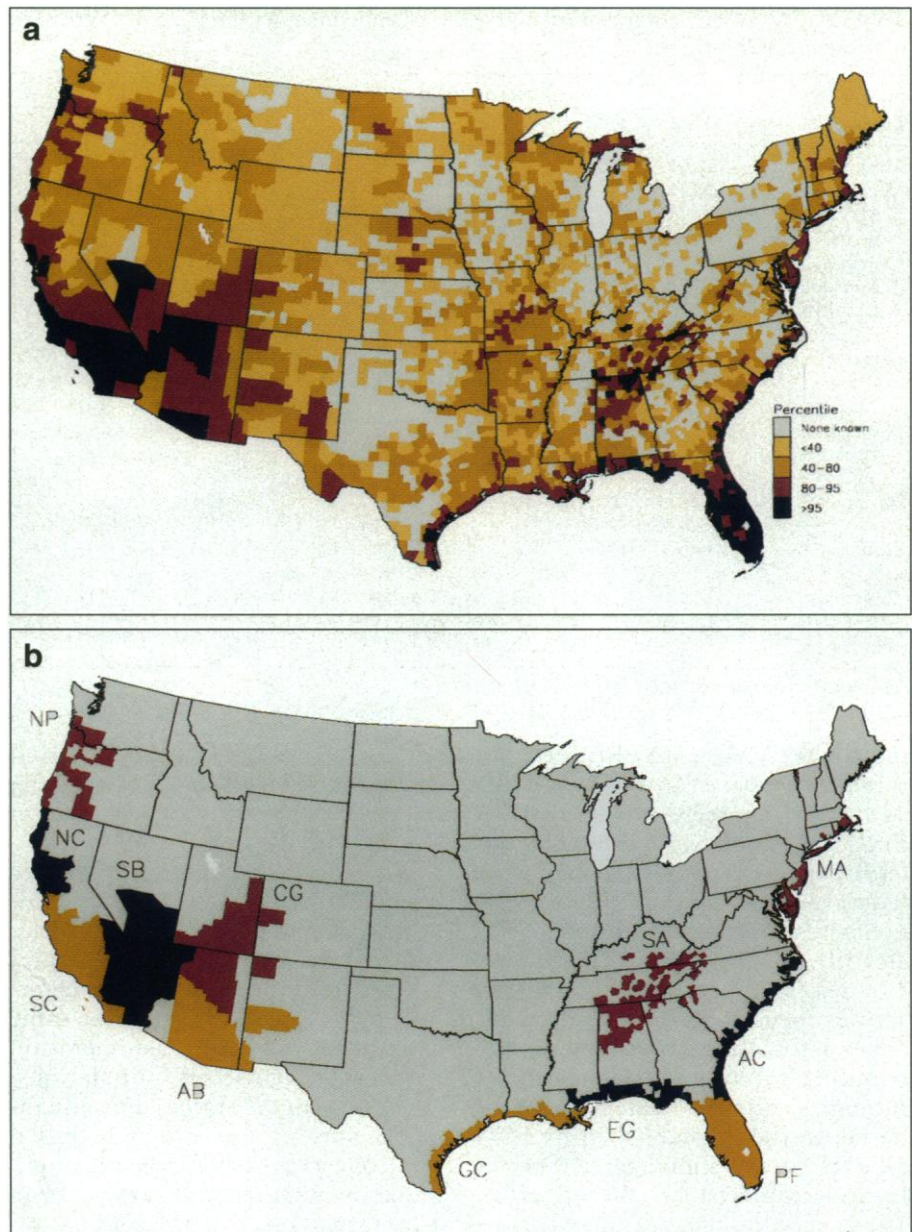 a
Percentile
None known
<40
40–80
80–95
>95
b
NP
NC
SB
CG
MA
SA
SC
AC
AB
EG
GC
PF